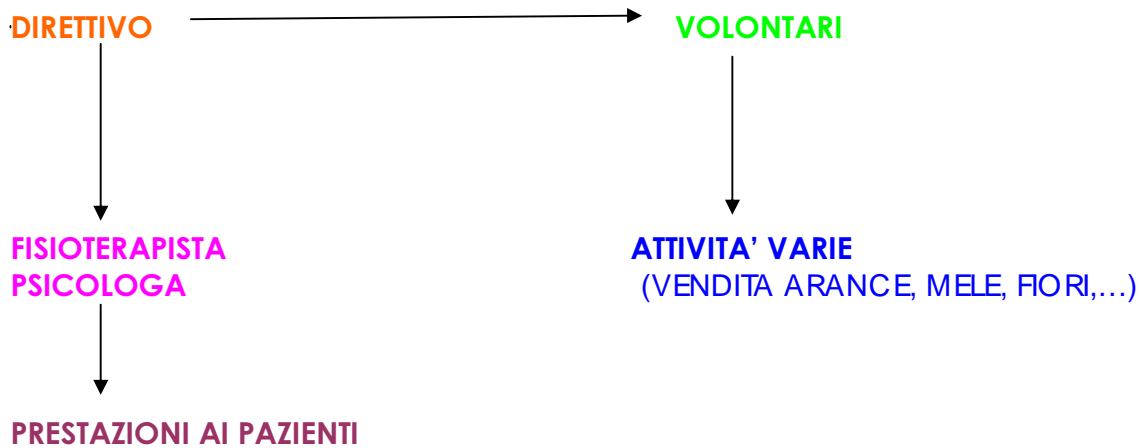 DIRETTIVO
VOLONTARI
FISIOTERAPISTA
PSICOLOGA
ATTIVITA’ VARIE
(VENDITA ARANCE, MELE, FIORI,…)
PRESTAZIONI AI PAZIENTI